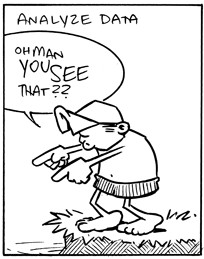 ANALYZE DATA
OH MAN
YOU SEE
THAT??